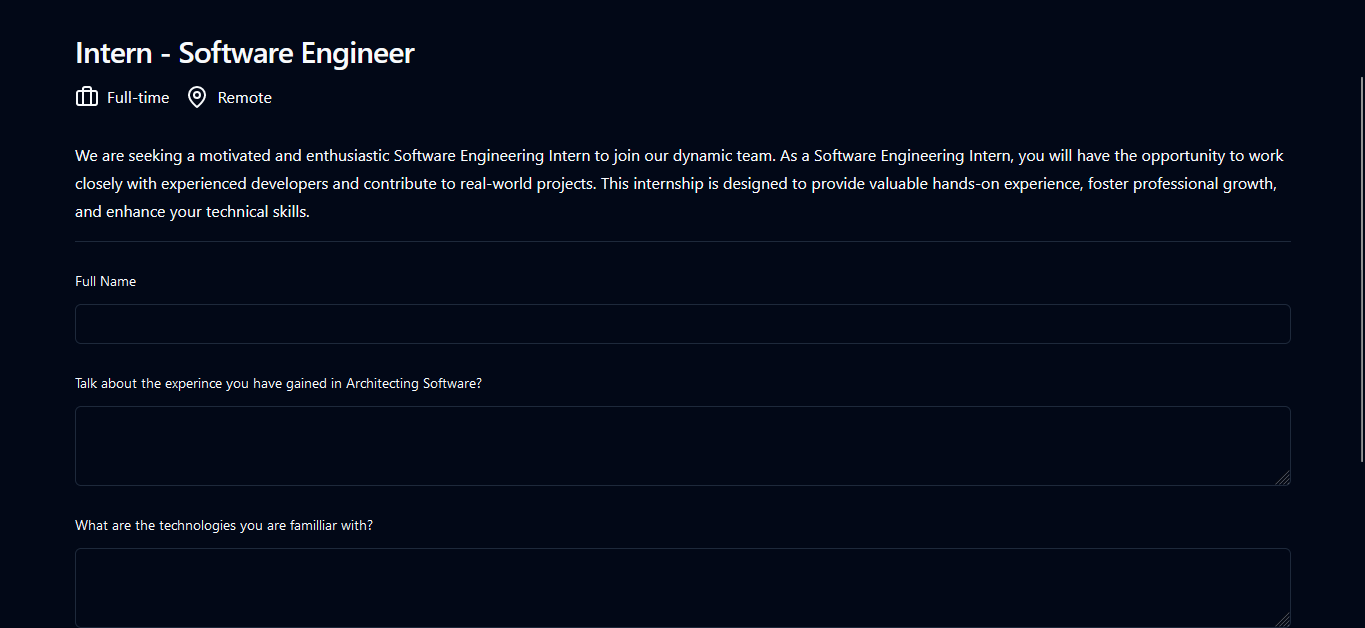 Intern - Software Engineer
Full-time Remote
We are seeking a motivated and enthusiastic Software Engineering Intern to join our dynamic team. As a Software Engineering Intern, you will have the opportunity to work
closely with experienced developers and contribute to real-world projects. This internship is designed to provide valuable hands-on experience, foster professional growth,
and enhance your technical skills.
Full Name
Talk about the experince you have gained in Architecting Software?
What are the technologies you are familliar with?